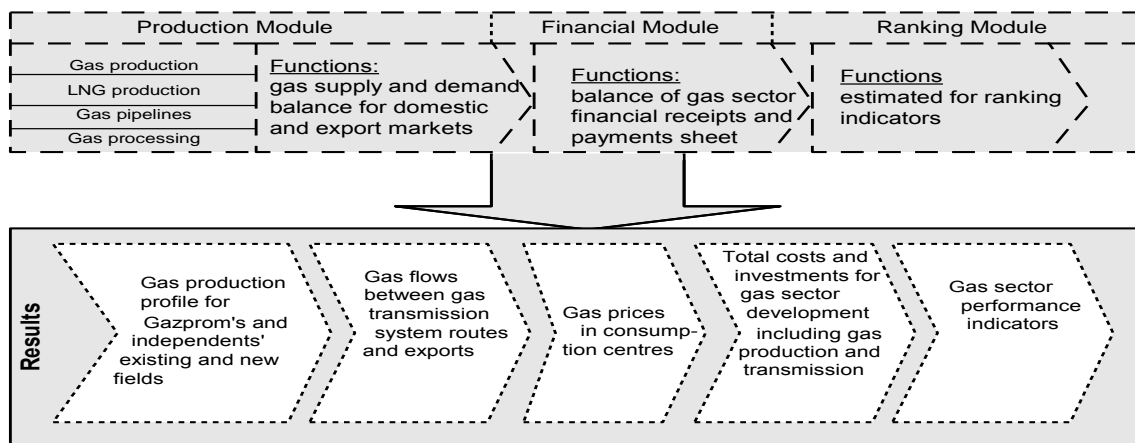 Production Module
Financial Module
Ranking Module
Gas production
LNG production
Gas pipelines
Gas processing
Functions:
gas supply and demand
balance for domestic
and export markets
Functions:
balance of gas sector
financial receipts and
payments sheet
Functions
estimated for ranking
indicators
Results
Gas production
profile for
Gazprom's and
independents'
existing and new
fields
Gas flows
between gas
transmission
system routes
and exports
Gas prices
in consump-
tion centres
Total costs and
investments for
gas sector
development
including gas
production and
transmission
Gas sector
performance
indicators